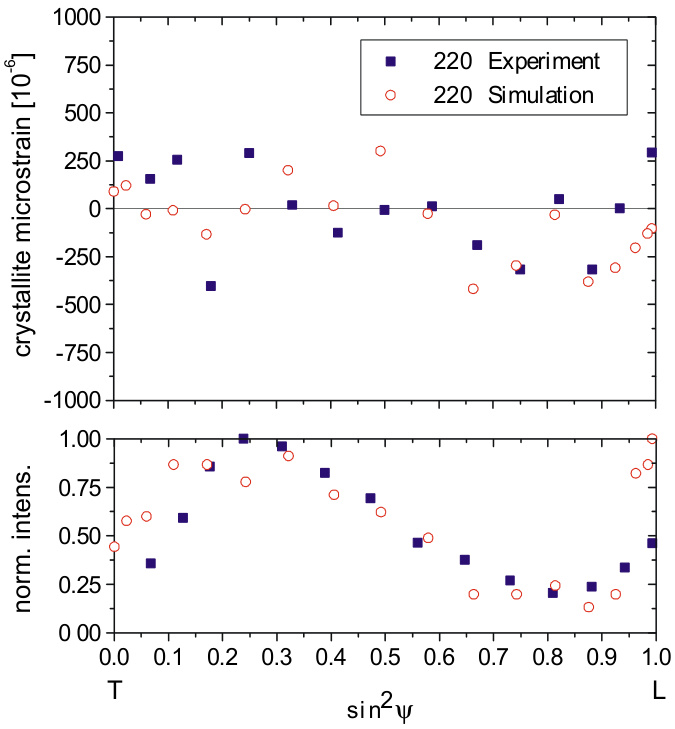 1000
750
500
250
0
-250
-500
-750
-1000
crystallite microstrain [10⁻⁶]
220 Experiment
220 Simulation
1.00
0.75
0.50
0.25
0 00
norm. intens.
0.0 0.1 0.2 0.3 0.4 0.5 0.6 0.7 0.8 0.9 1.0
T L
sin²ψ